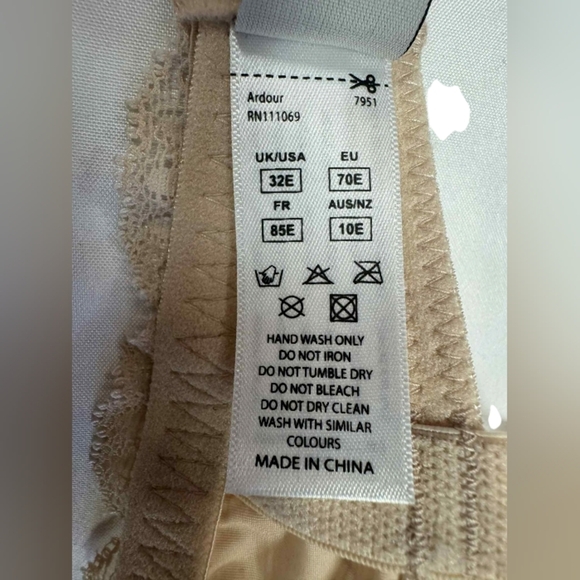 Ardour 7951
RN111069
UK/USA EU
32E 70E
FR AUS/NZ
85E 10E
HAND WASH ONLY
DO NOT IRON
DO NOT TUMBLE DRY
DO NOT BLEACH
DO NOT DRY CLEAN
WASH WITH SIMILAR
COLOURS
MADE IN CHINA